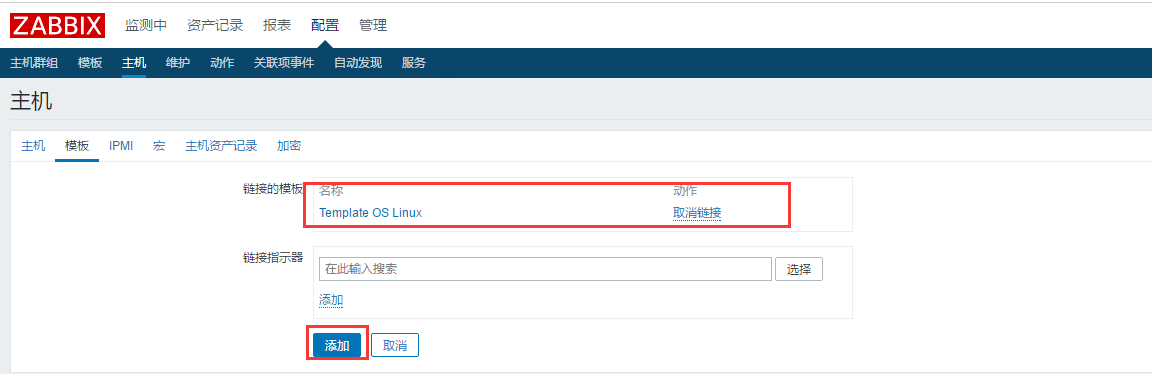 ZABBIX 监测中 资产记录 报表 配置 管理
主机群组 模板 主机 维护 动作 关联项事件 自动发现 服务
主机
主机 模板 IPMI 宏 主机资产记录 加密
链接的模板 名称 动作
Template OS Linux 取消链接
链接指示器
在此输入搜索 选择
添加
添加 取消